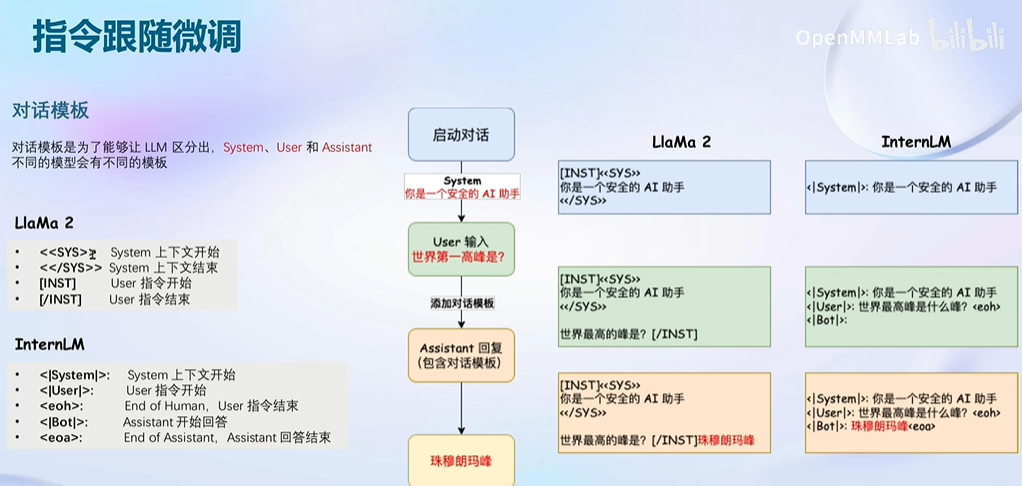 指令跟随微调
OpenMMLab bilibili
对话模板
对话模板是为了能够让 LLM 区分出，System、User 和 Assistant
不同的模型会有不同的模板
LlaMa 2
• <<SYS>> System 上下文开始
• <</SYS>> System 上下文结束
• [INST] User 指令开始
• [/INST] User 指令结束
InternLM
• <|System|>: System 上下文开始
• <|User|>: User 指令开始
• <eoh>: End of Human，User 指令结束
• <|Bot|>: Assistant 开始回答
• <eoa>: End of Assistant，Assistant 回答结束
启动对话
System
你是一个安全的 AI 助手
User 输入
世界第一高峰是？
添加对话模板
Assistant 回复
（包含对话模板）
珠穆朗玛峰
LlaMa 2
[INST]<<SYS>>
你是一个安全的 AI 助手
<</SYS>>
[INST]<<SYS>>
你是一个安全的 AI 助手
<</SYS>>
世界最高的峰是？[/INST]
[INST]<<SYS>>
你是一个安全的 AI 助手
<</SYS>>
世界最高的峰是？[/INST]珠穆朗玛峰
InternLM
<|System|>: 你是一个安全的 AI 助手
<|System|>: 你是一个安全的 AI 助手
<|User|>: 世界最高峰是什么峰？<eoh>
<|Bot|>:
<|System|>: 你是一个安全的 AI 助手
<|User|>: 世界最高峰是什么峰？<eoh>
<|Bot|>: 珠穆朗玛峰<eoa>